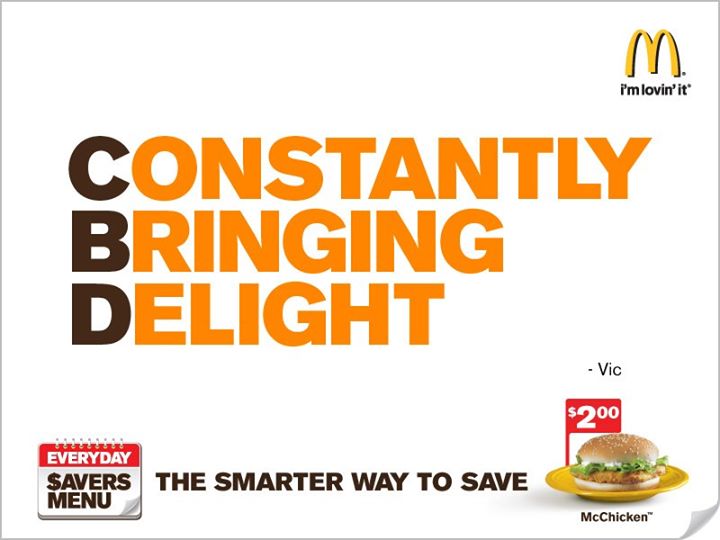 i'm lovin' it®
CONSTANTLY
BRINGING
DELIGHT
- Vic
$2.00
EVERYDAY
$AVERS
MENU
THE SMARTER WAY TO SAVE
McChicken™